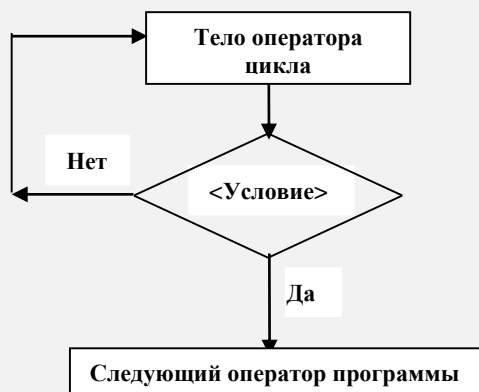 Тело оператора
цикла
Нет
<Условие>
Да
Следующий оператор программы